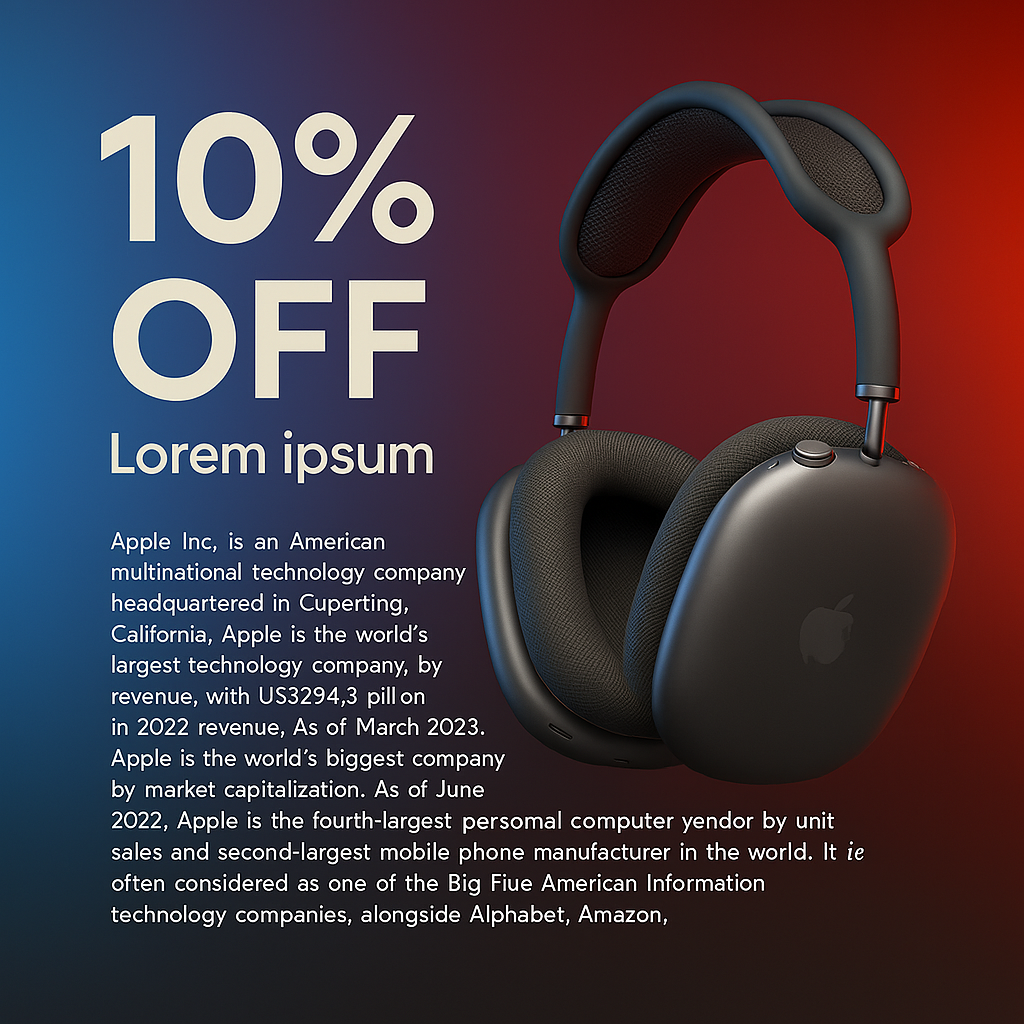 10%
OFF
Lorem ipsum
Apple Inc, is an American
multinational technology company
headquartered in Cuperting,
California, Apple is the world's
largest technology company, by
revenue, with US3294,3 pillon
in 2022 revenue, As of March 2023.
Apple is the world's biggest company
by market capitalization. As of June
2022, Apple is the fourth-largest persomal computer yendor by unit
sales and second-largest mobile phone manufacturer in the world. It ie
often considered as one of the Big Fiue American Information
technology companies, alongside Alphabet, Amazon,